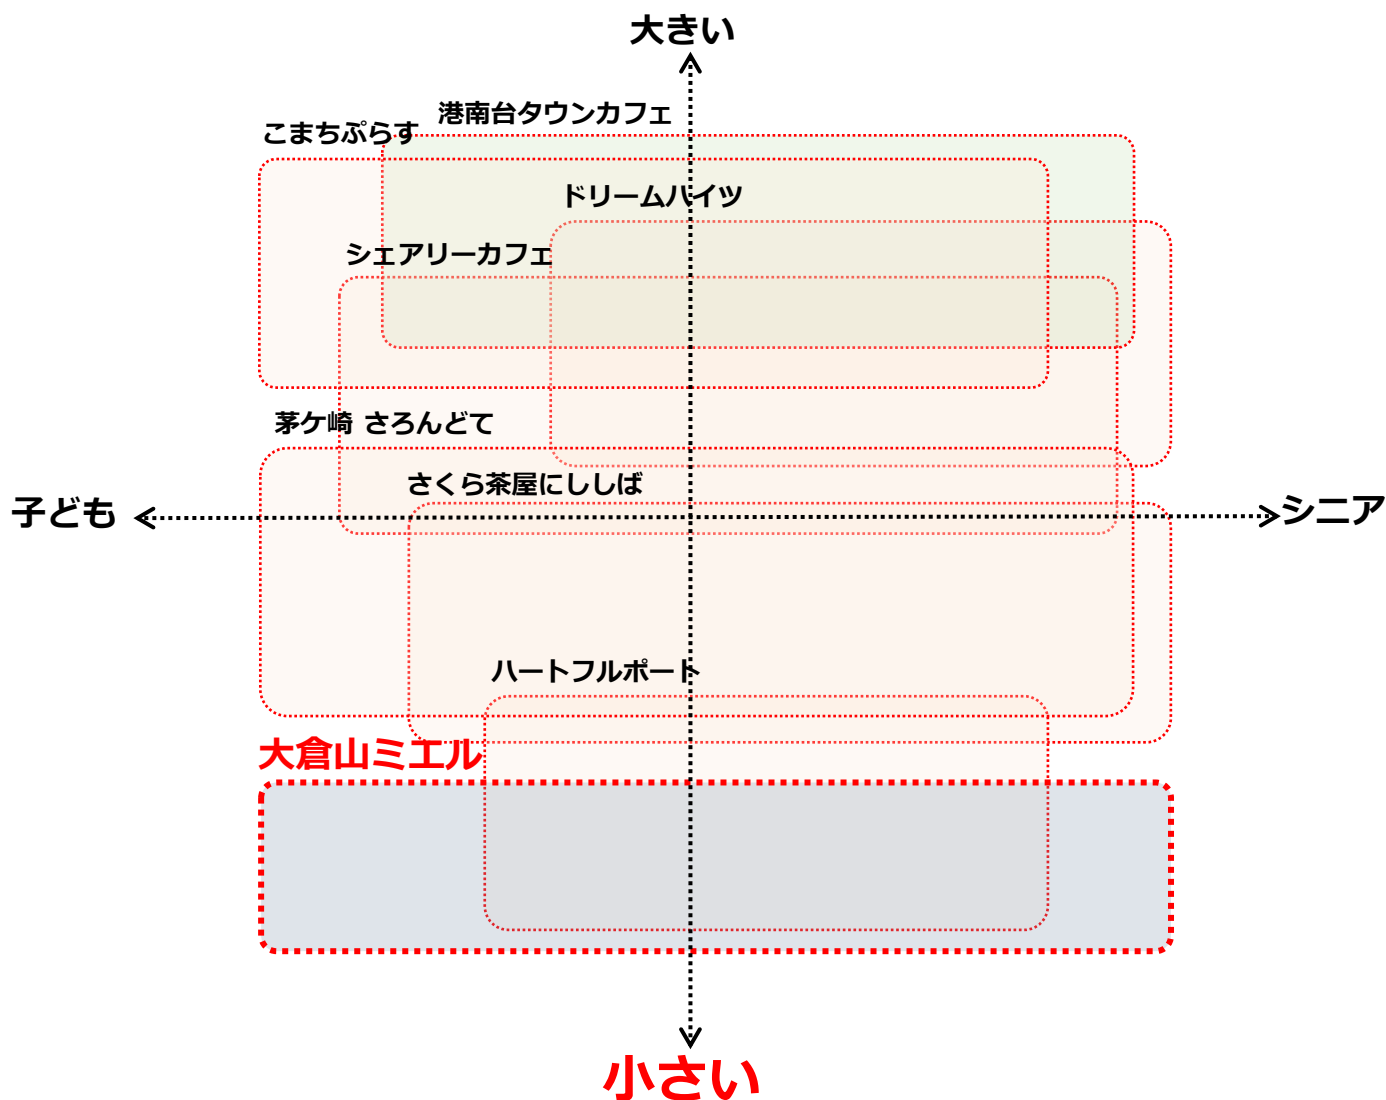 大きい
港南台タウンカフェ
こまちぷらす
ドリームハイツ
シェアリーカフェ
茅ケ崎 さろんどて
さくら茶屋にししば
子ども
シニア
ハートフルポート
大倉山ミエル
小さい